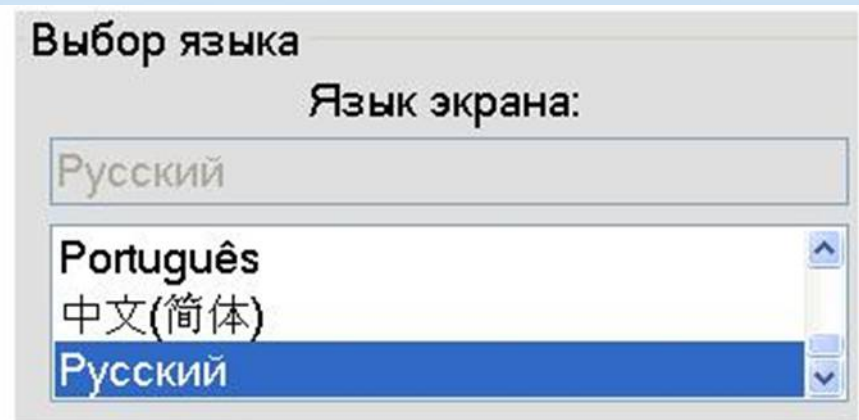 Выбор языка
Язык экрана:
Русский
Português
中文(简体)
Русский